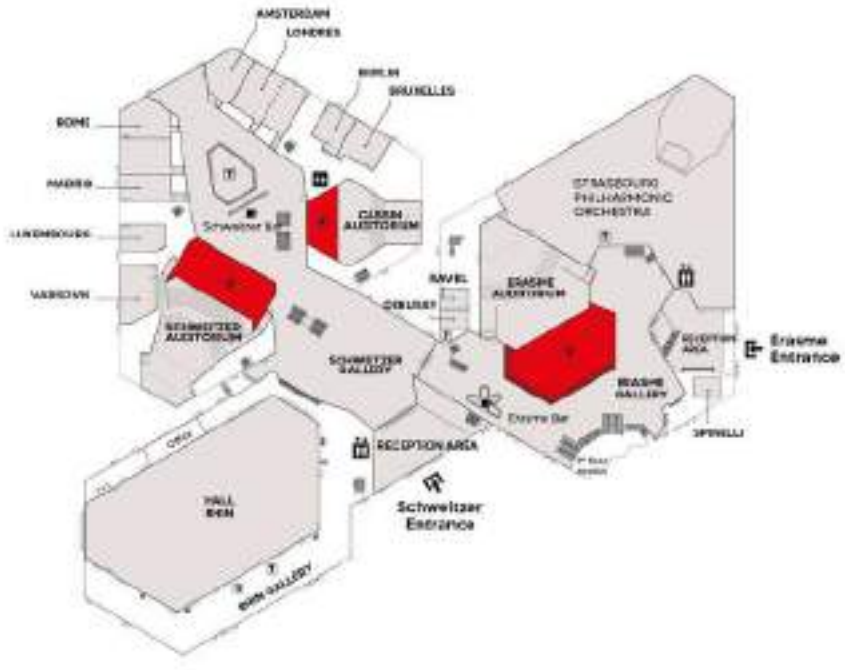 AMSTERDAM
LONDRES
BERLIN
BRUXELLES
ROME
MADRID
LUXEMBOURG
VARSOVIE
T
Schweitzer Bar
CASSIN
AUDITORIUM
STRASBOURG
PHILHARMONIC
ORCHESTRA
T
SCHWEITZER
AUDITORIUM
RAVEL
DEBUSSY
ERASME
AUDITORIUM
SCHWEITZER
GALLERY
RECEPTION
AREA
Erasme
Entrance
ERASME
GALLERY
Erasme Bar
SPINELLI
RECEPTION AREA
Schweitzer
Entrance
HALL
RHIN
T
RHIN GALLERY